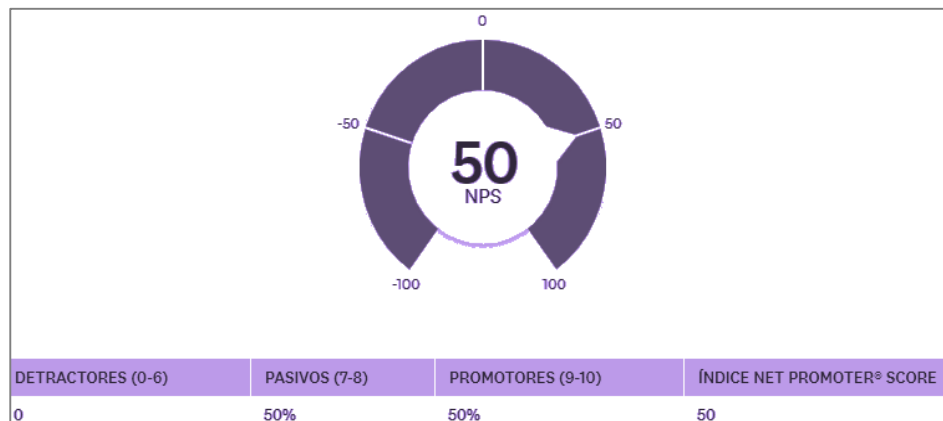 0
-50
50
50
NPS
-100
100
DETRACTORES (0-6) PASIVOS (7-8) PROMOTORES (9-10) ÍNDICE NET PROMOTER® SCORE
0 50% 50% 50